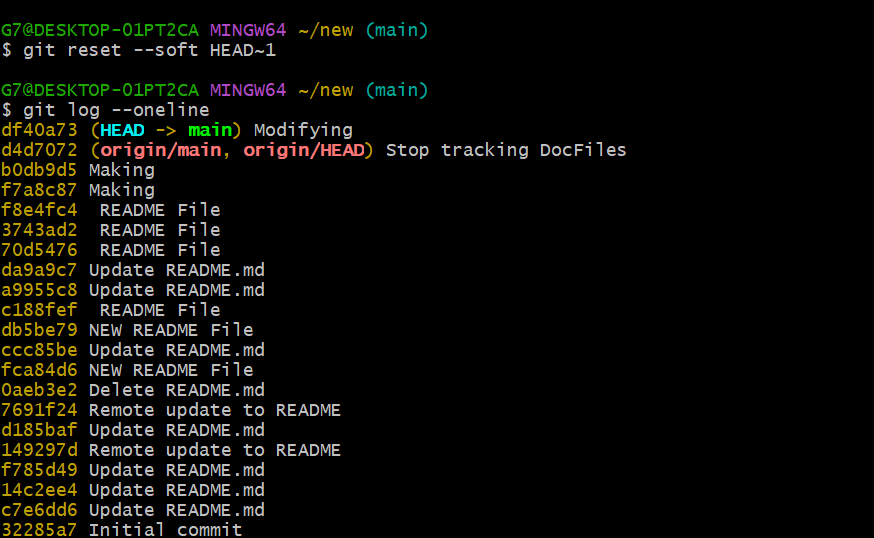 G7@DESKTOP-01PT2CA MINGW64 ~/new (main)
$ git reset --soft HEAD~1
G7@DESKTOP-01PT2CA MINGW64 ~/new (main)
$ git log --oneline
df40a73 (HEAD -> main) Modifying
d4d7072 (origin/main, origin/HEAD) Stop tracking DocFiles
b0db9d5 Making
f7a8c87 Making
f8e4fc4  README File
3743ad2  README File
70d5476  README File
da9a9c7 Update README.md
a9955c8 Update README.md
c188fef  README File
db5be79 NEW README File
ccc85be Update README.md
fca84d6 NEW README File
0aeb3e2 Delete README.md
7691f24 Remote update to README
d185baf Update README.md
149297d Remote update to README
f785d49 Update README.md
14c2ee4 Update README.md
c7e6dd6 Update README.md
32285a7 Initial commit